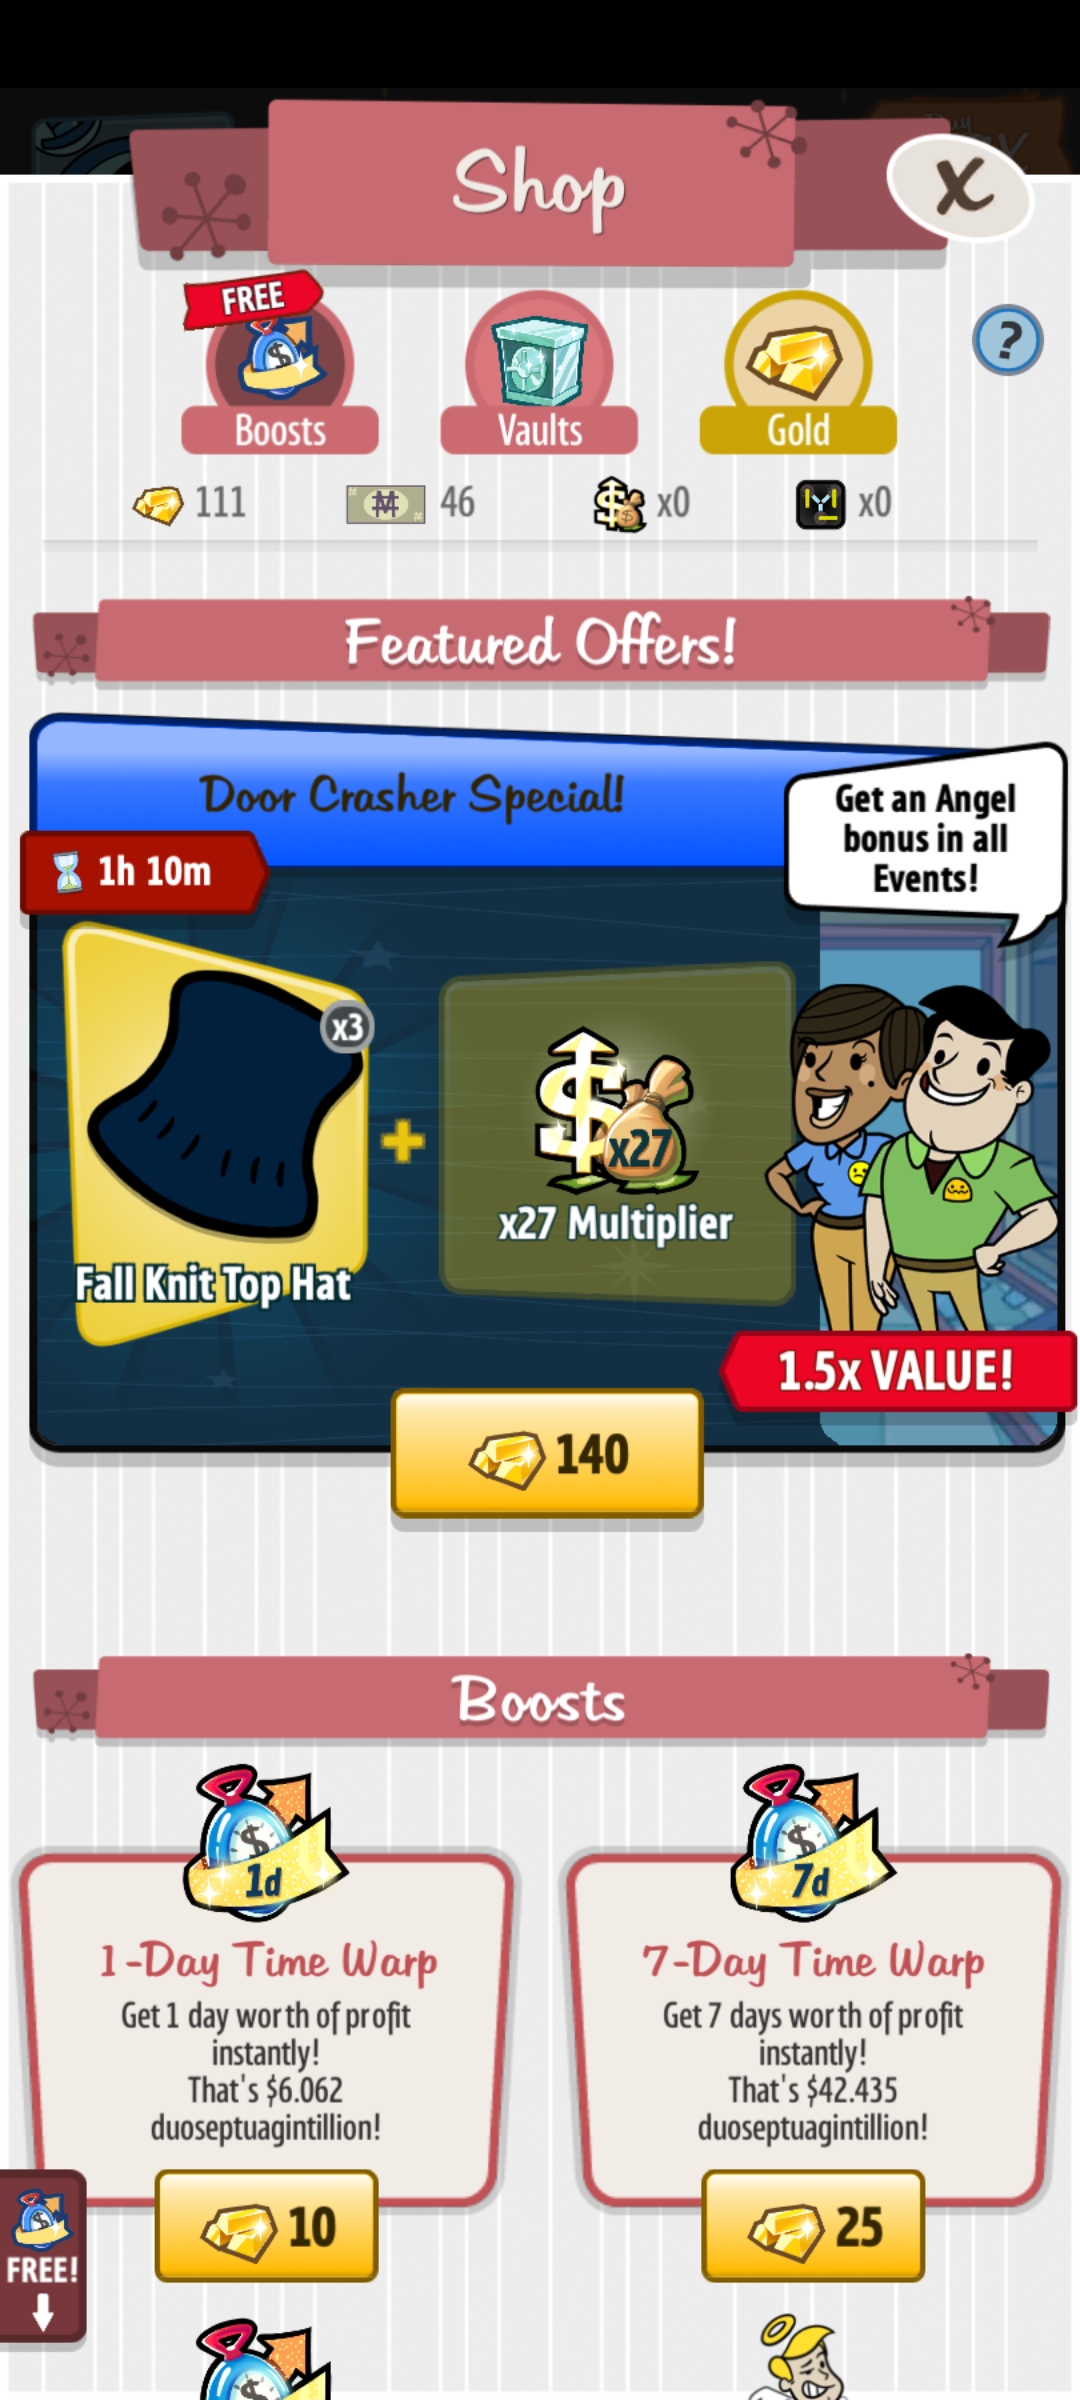 Shop
X
FREE
?
Boosts
Vaults
Gold
111
46
x0
x0
Featured Offers!
Door Crasher Special!
Get an Angel
bonus in all
Events!
1h 10m
x3
x27
x27 Multiplier
Fall Knit Top Hat
1.5x VALUE!
140
Boosts
1d
7d
1-Day Time Warp
Get 1 day worth of profit
instantly!
That's $6.062
duoseptuagintillion!
7-Day Time Warp
Get 7 days worth of profit
instantly!
That's $42.435
duoseptuagintillion!
10
25
FREE!